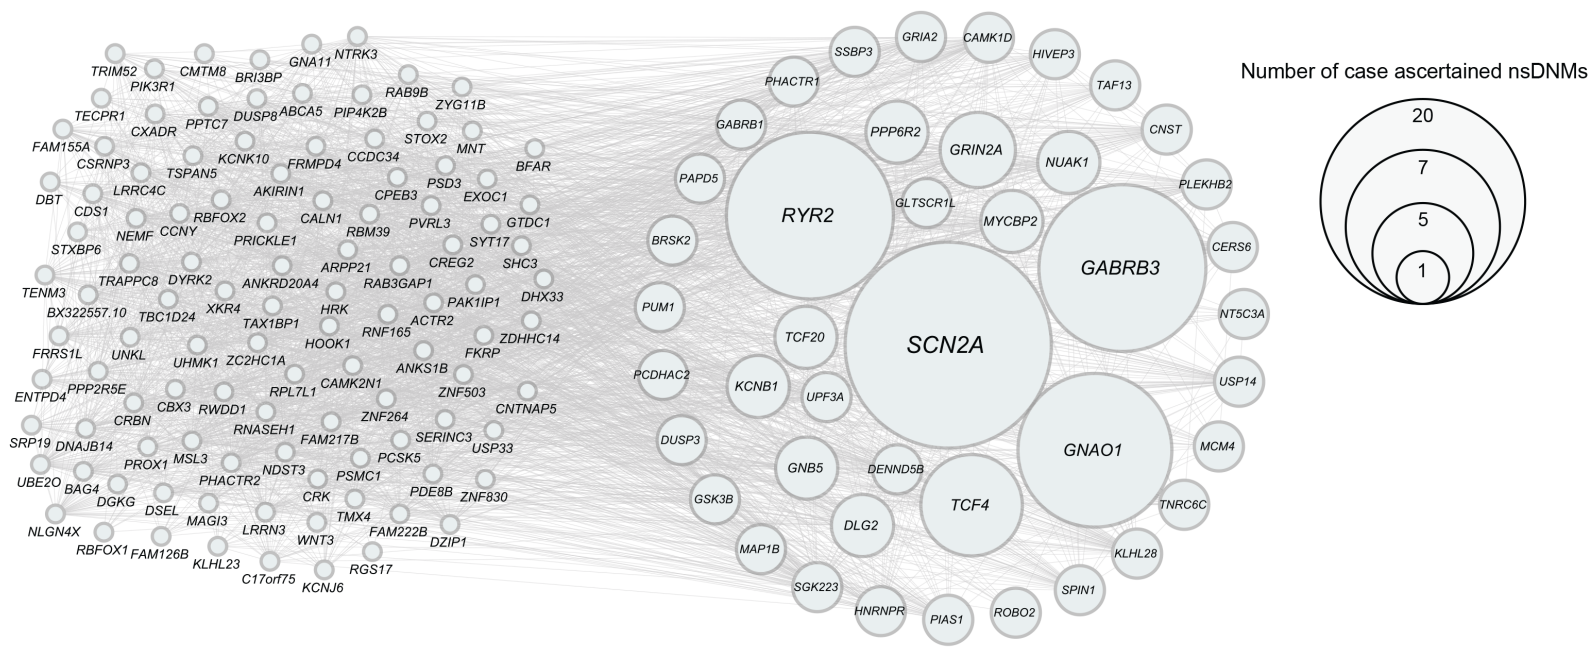 NTRK3
GNA11
TRIM52
PIK3R1
CMTM8
BRI3BP
RAB9B
ZYG11B
TECPR1
CXADR
PPTC7
DUSP8
ABCA5
PIP4K2B
STOX2
MNT
BFAR
FAM155A
CSRNP3
TSPAN5
KCNK10
FRMPD4
CCDC34
PSD3
EXOC1
DBT
LRRC4C
AKIRIN1
CPEB3
CDS1
NEMF
CCNY
RBFOX2
PRICKLE1
CALN1
RBM39
PVRL3
SYT17
GTDC1
STXBP6
TRAPPC8
DYRK2
ANKRD20A4
ARPP21
RAB3GAP1
CREG2
SHC3
TENM3
BX322557.10
TBC1D24
XKR4
TAX1BP1
HRK
RNF165
ACTR2
PAK1IP1
DHX33
FRRS1L
UNKL
UHMK1
ZC2HC1A
HOOK1
ANKS1B
FKRP
ZDHHC14
ENTPD4
PPP2R5E
CRBN
CBX3
RWDD1
RPL7L1
CAMK2N1
ZNF264
ZNF503
CNTNAP5
SRP19
DNAJB14
PROX1
MSL3
RNASEH1
FAM217B
PCSK5
SERINC3
USP33
UBE2O
BAG4
DGKG
DSEL
PHACTR2
NDST3
CRK
PSMC1
PDE8B
ZNF830
NLGN4X
RBFOX1
FAM126B
MAGI3
LRRN3
WNT3
TMX4
FAM222B
DZIP1
KLHL23
C17orf75
KCNJ6
RGS17
SSBP3
GRIA2
CAMK1D
HIVEP3
TAF13
PHACTR1
GABRB1
PPP6R2
GRIN2A
NUAK1
CNST
PAPD5
RYR2
GLTSCR1L
MYCBP2
PLEKHB2
BRSK2
GABRB3
CERS6
PUM1
TCF20
SCN2A
NT5C3A
PCDHAC2
KCNB1
UPF3A
USP14
DUSP3
GNB5
DENND5B
GNAO1
MCM4
GSK3B
DLG2
TCF4
TNRC6C
MAP1B
KLHL28
SGK223
HNRNPR
PIAS1
ROBO2
SPIN1
Number of case ascertained nsDNMs
20
7
5
1